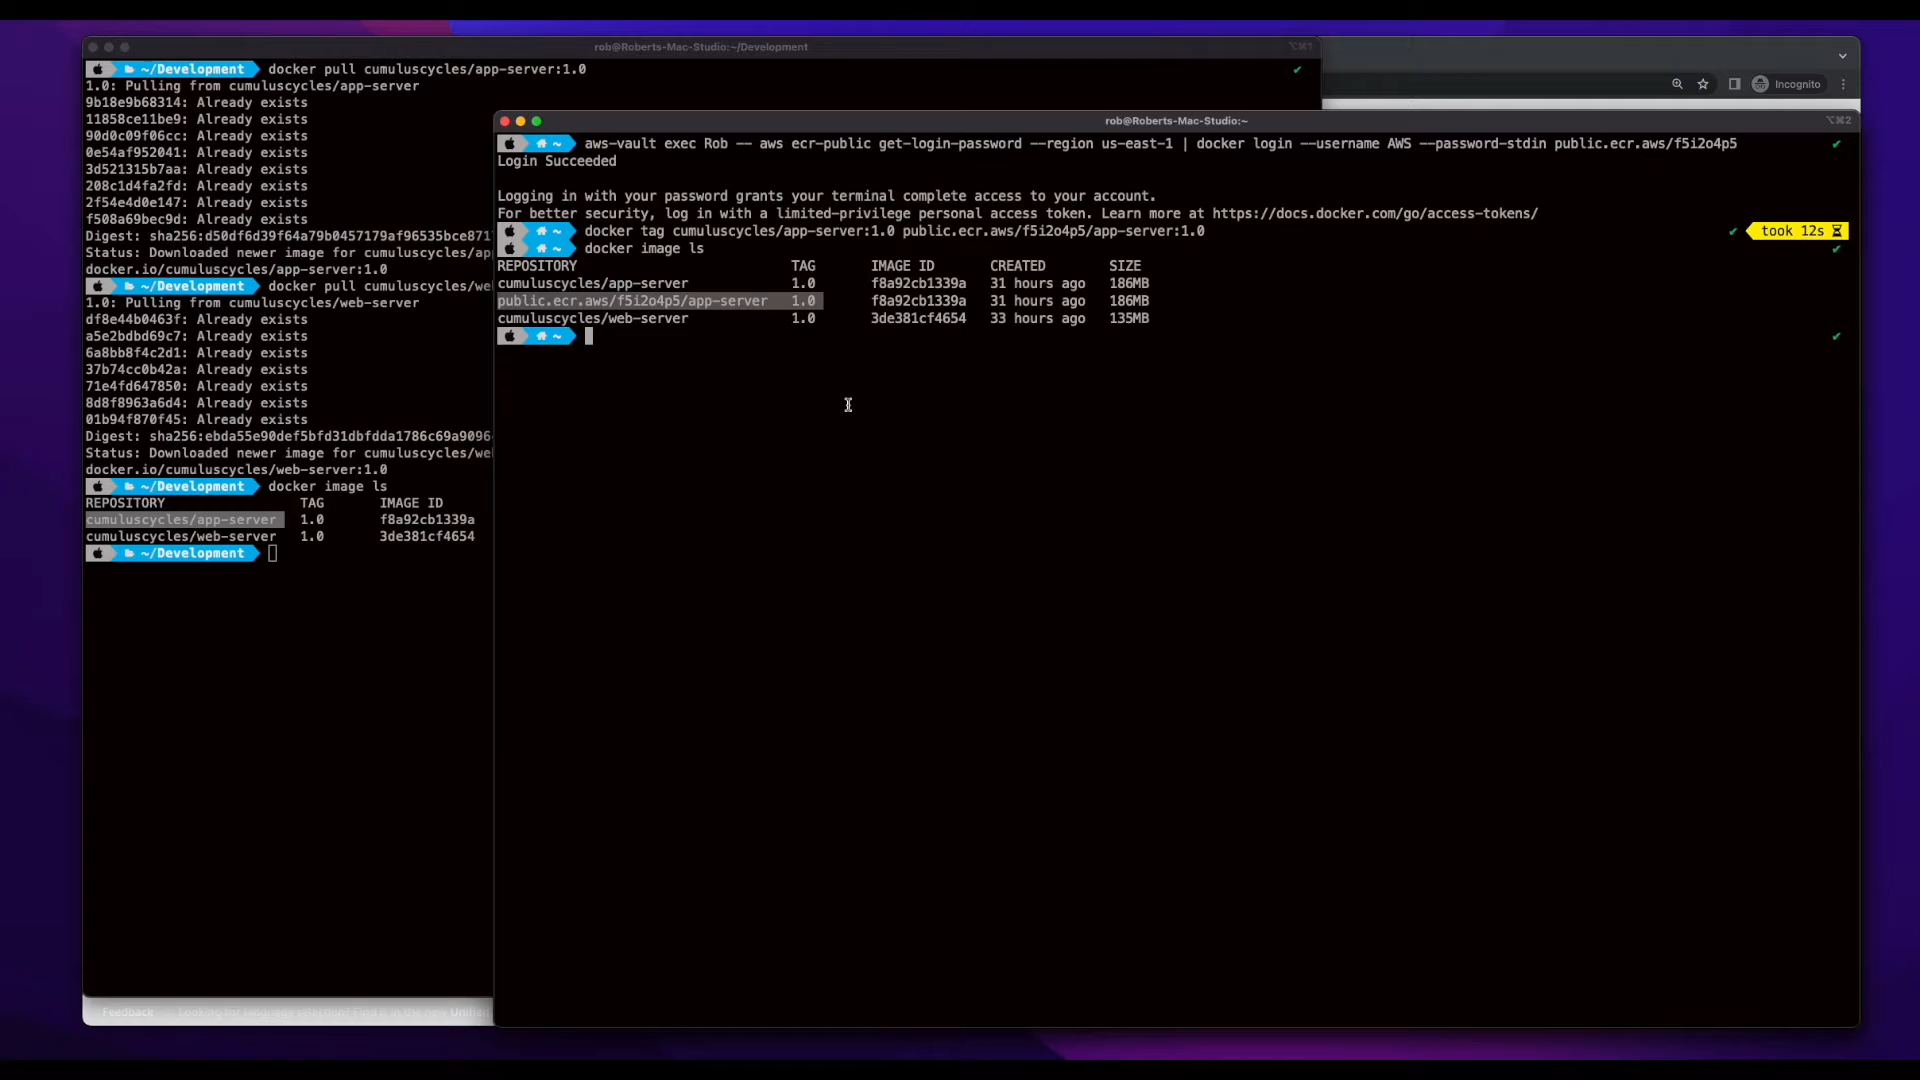 rob@Roberts-Mac-Studio:~/Development
⌥⌘1
~/Development docker pull cumuluscycles/app-server:1.0 ✔
1.0: Pulling from cumuluscycles/app-server
9b18e9b68314: Already exists
11858ce11be9: Already exists
90d0c09f06cc: Already exists
0e54af952041: Already exists
3d521315b7aa: Already exists
208c1d4fa2fd: Already exists
2f54e4d0e147: Already exists
f508a69bec9d: Already exists
Digest: sha256:d50df6d39f64a79b0457179af96535bce871
Status: Downloaded newer image for cumuluscycles/ap
docker.io/cumuluscycles/app-server:1.0
~/Development docker pull cumuluscycles/we
1.0: Pulling from cumuluscycles/web-server
df8e44b0463f: Already exists
a5e2bdbd69c7: Already exists
6a8bb8f4c2d1: Already exists
37b74cc0b42a: Already exists
71e4fd647850: Already exists
8d8f8963a6d4: Already exists
01b94f870f45: Already exists
Digest: sha256:ebda55e90def5bfd31dbfdda1786c69a9096
Status: Downloaded newer image for cumuluscycles/we
docker.io/cumuluscycles/web-server:1.0
~/Development docker image ls
REPOSITORY TAG IMAGE ID
cumuluscycles/app-server 1.0 f8a92cb1339a
cumuluscycles/web-server 1.0 3de381cf4654
~/Development
Feedback Looking for language selection? Find it in the new Unified
Incognito
rob@Roberts-Mac-Studio:~
⌥⌘2
~ aws-vault exec Rob -- aws ecr-public get-login-password --region us-east-1 | docker login --username AWS --password-stdin public.ecr.aws/f5i2o4p5 ✔
Login Succeeded
Logging in with your password grants your terminal complete access to your account.
For better security, log in with a limited-privilege personal access token. Learn more at https://docs.docker.com/go/access-tokens/
~ docker tag cumuluscycles/app-server:1.0 public.ecr.aws/f5i2o4p5/app-server:1.0 ✔ took 12s
~ docker image ls ✔
REPOSITORY TAG IMAGE ID CREATED SIZE
cumuluscycles/app-server 1.0 f8a92cb1339a 31 hours ago 186MB
public.ecr.aws/f5i2o4p5/app-server 1.0 f8a92cb1339a 31 hours ago 186MB
cumuluscycles/web-server 1.0 3de381cf4654 33 hours ago 135MB
~ ✔